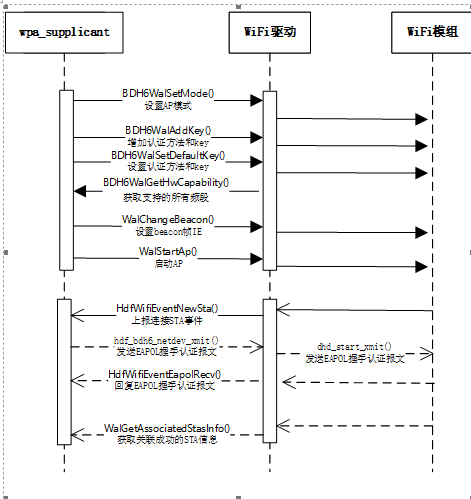 wpa_supplicant
WiFi驱动
WiFi模组
BDH6WalSetMode()
设置AP模式
BDH6WalAddKey()
增加认证方法和key
BDH6WalSetDefaultKey()
设置认证方法和key
BDH6WalGetHwCapability()
获取支持的所有频段
WalChangeBeacon()
设置beacon帧IE
WalStartAp()
启动AP
HdfWifiEventNewSta()
上报连接STA事件
hdf_bdh6_netdev_xmit()
发送EAPOL握手认证报文
dhd_start_xmit()
发送EAPOL握手认证报文
HdfWifiEventEapolRecv()
回复EAPOL握手认证报文
WalGetAssociatedStasInfo()
获取关联成功的STA信息